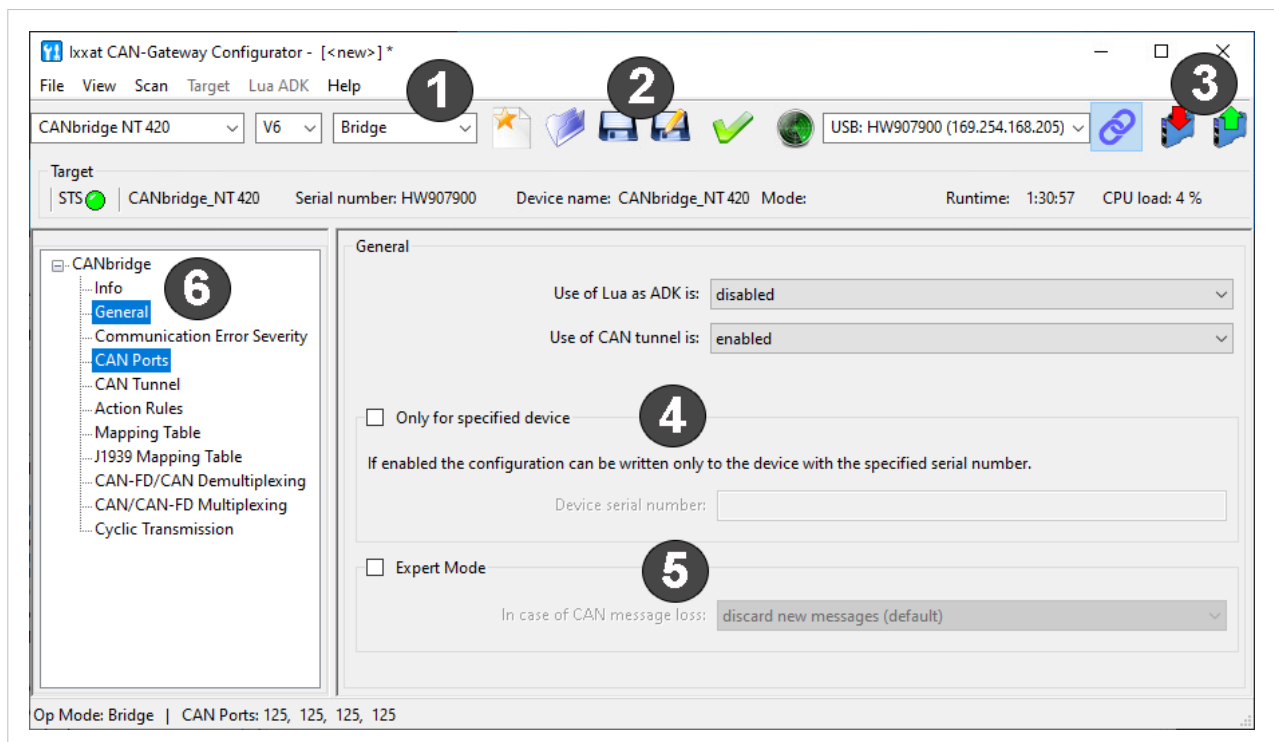 Ixxat CAN-Gateway Configurator - [<new>] *
File View Scan Target Lua ADK Help
1 2 3
CANbridge NT 420 V6 Bridge USB: HW907900 (169.254.168.205)
Target
STS CANbridge_NT 420 Serial number: HW907900 Device name: CANbridge_NT 420 Mode: Runtime: 1:30:57 CPU load: 4 %
CANbridge
Info
General
Communication Error Severity
CAN Ports
CAN Tunnel
Action Rules
Mapping Table
J1939 Mapping Table
CAN-FD/CAN Demultiplexing
CAN/CAN-FD Multiplexing
Cyclic Transmission
6
General
Use of Lua as ADK is: disabled
Use of CAN tunnel is: enabled
Only for specified device 4
If enabled the configuration can be written only to the device with the specified serial number.
Device serial number:
Expert Mode 5
In case of CAN message loss: discard new messages (default)
Op Mode: Bridge | CAN Ports: 125, 125, 125, 125